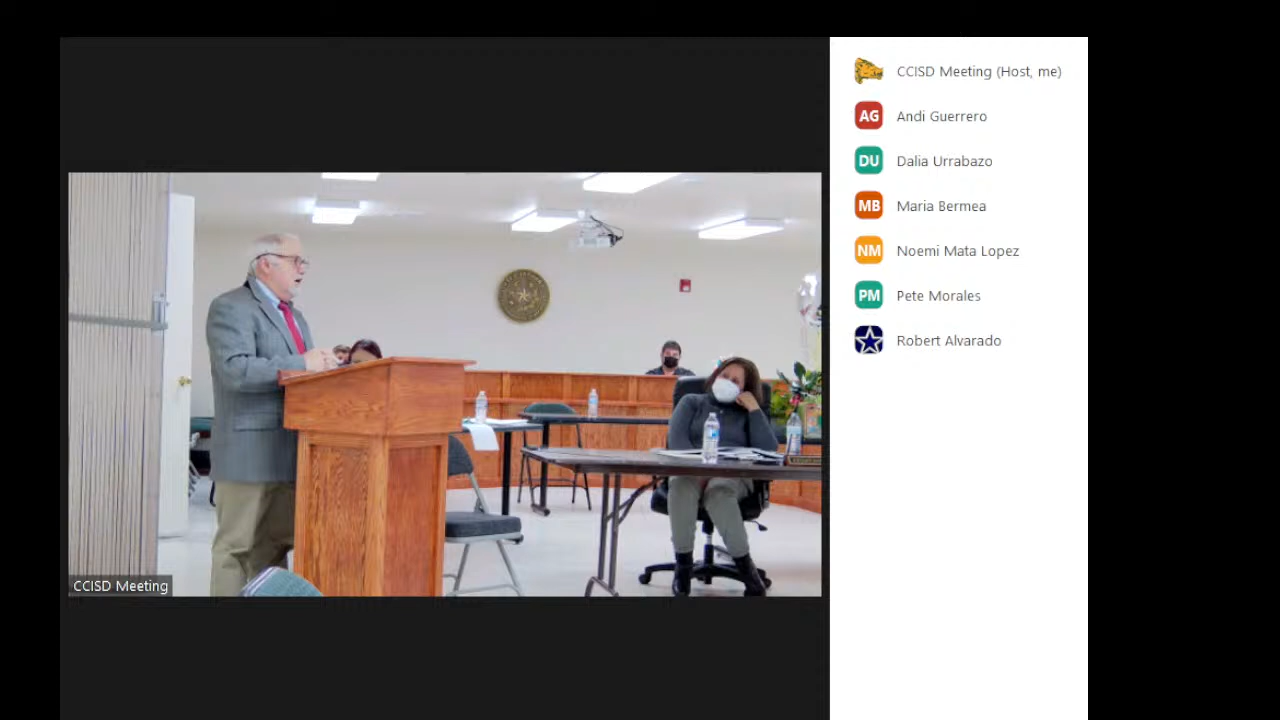 CCISD Meeting (Host, me)
AG Andi Guerrero
DU Dalia Urrabazo
MB Maria Bermea
NM Noemi Mata Lopez
PM Pete Morales
Robert Alvarado
CCISD Meeting